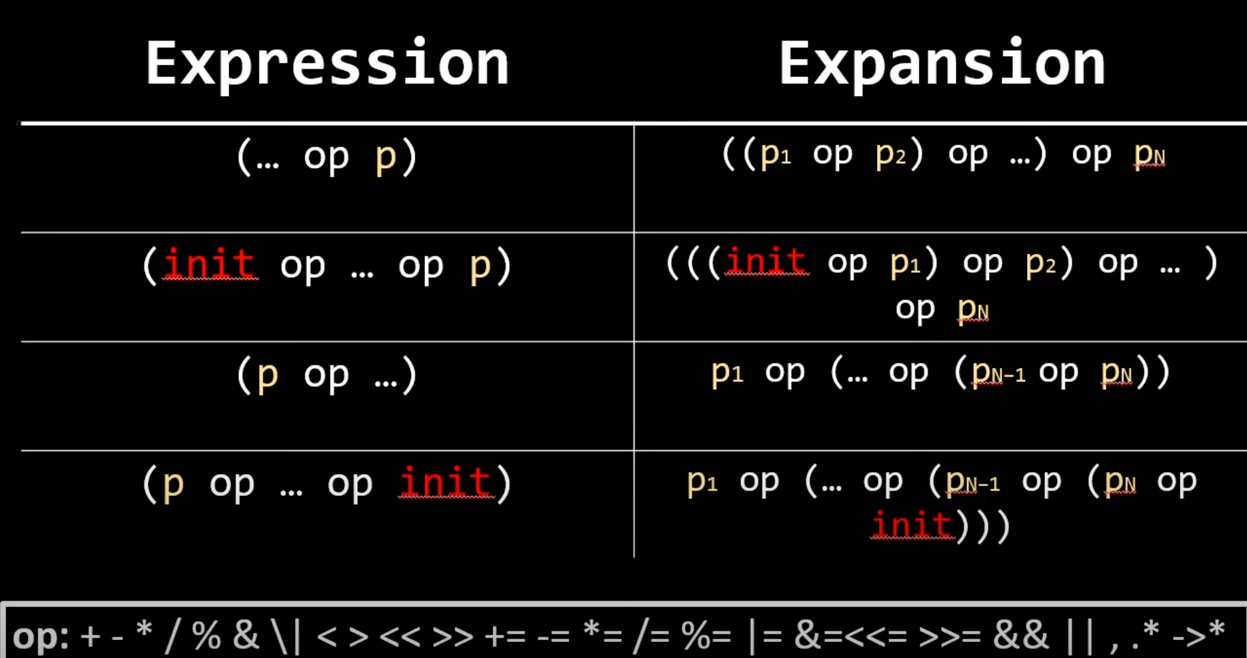 Expression Expansion
(… op p) ((p₁ op p₂) op …) op pN
(init op … op p) (((init op p₁) op p₂) op … )
op pN
(p op …) p₁ op (… op (pN-1 op pN))
(p op … op init) p₁ op (… op (pN-1 op (pN op
init)))
op: + - * / % & \| < > << >> += -= *= /= %= |= &=<<= >>= && || , .* ->*